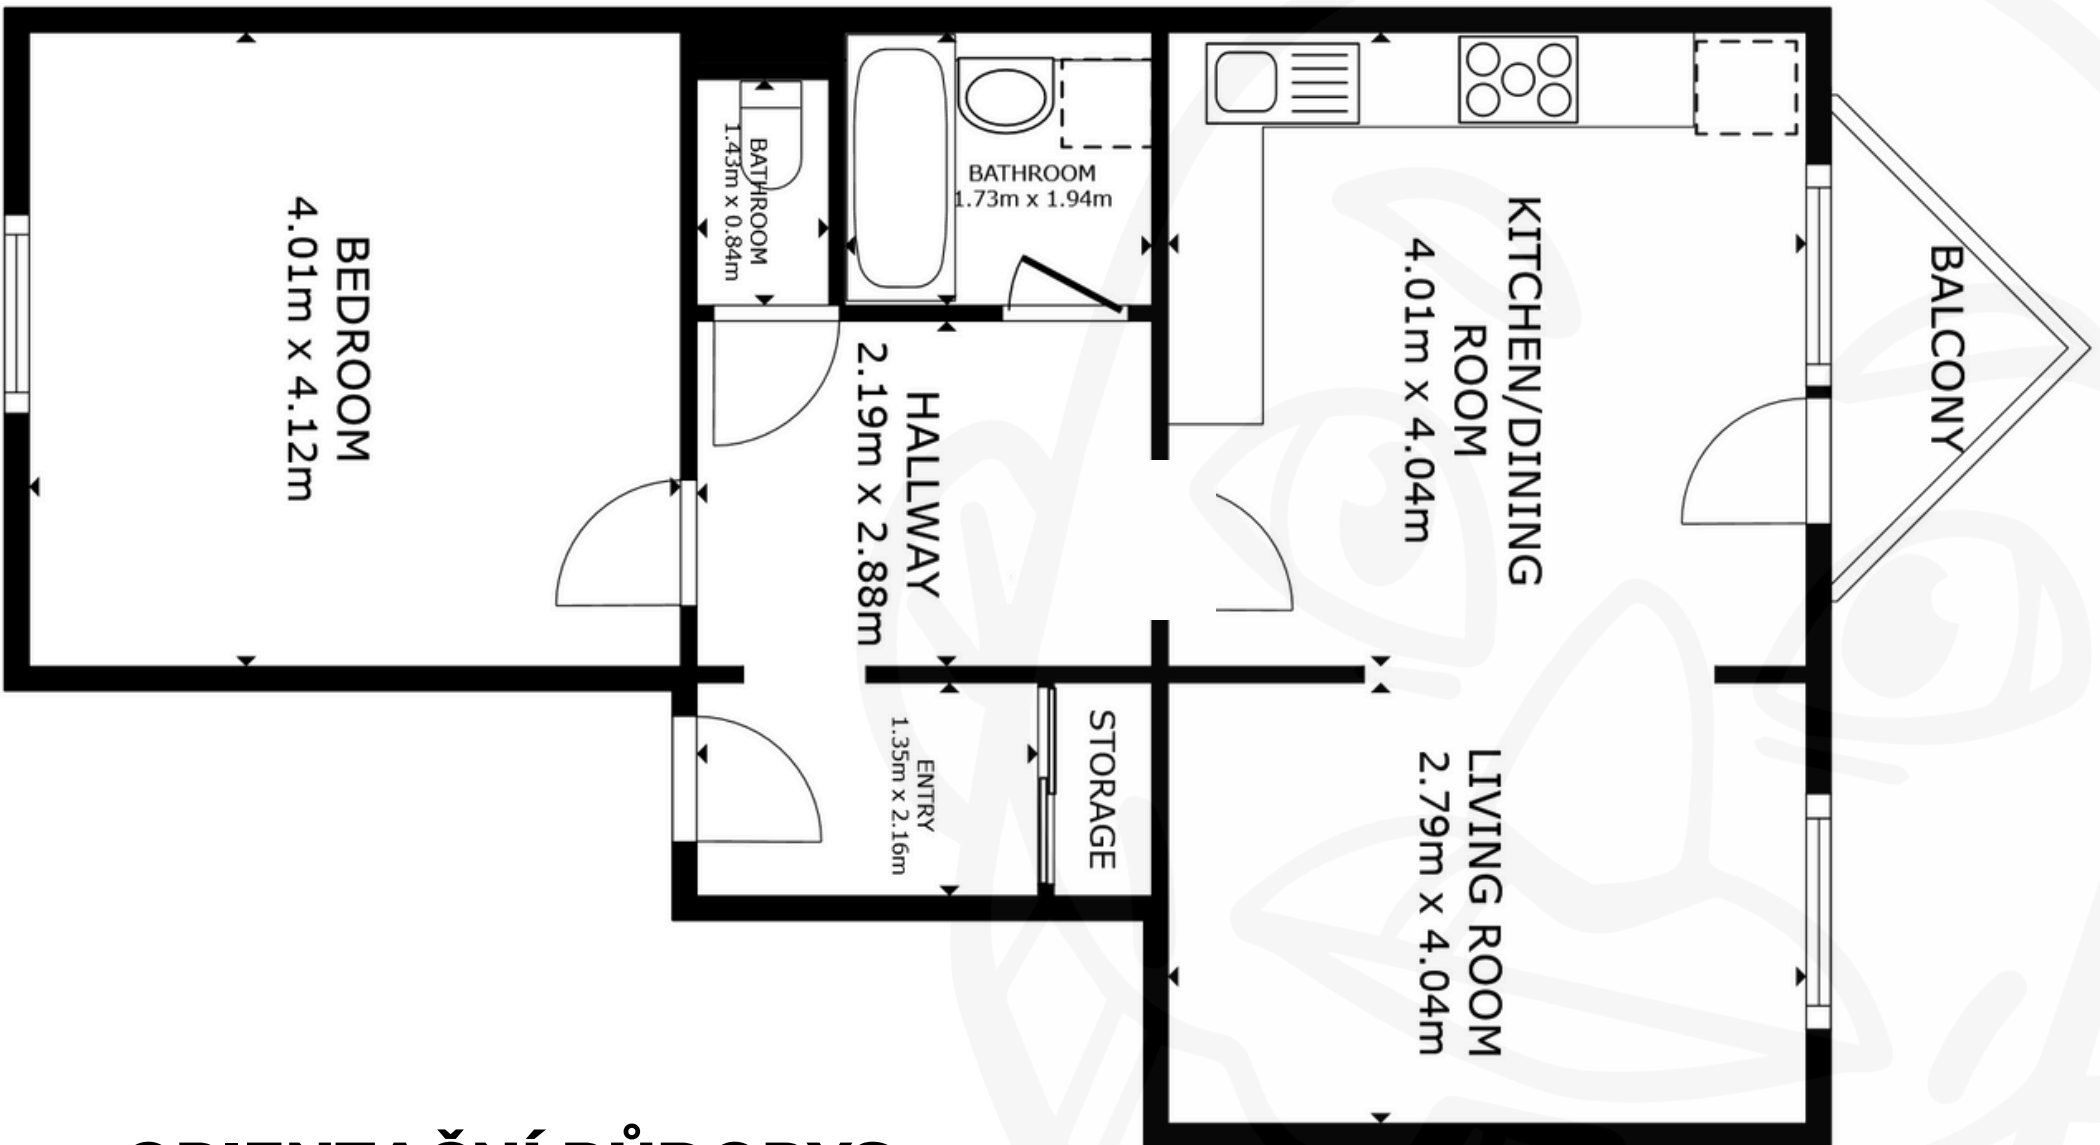 BEDROOM
4.01m x 4.12m
BATHROOM
1.43m x 0.84m
BATHROOM
1.73m x 1.94m
HALLWAY
2.19m x 2.88m
KITCHEN/DINING
ROOM
4.01m x 4.04m
BALCONY
ENTRY
1.35m x 2.16m
STORAGE
LIVING ROOM
2.79m x 4.04m
ORIENTAČNÍ PŮDORYS